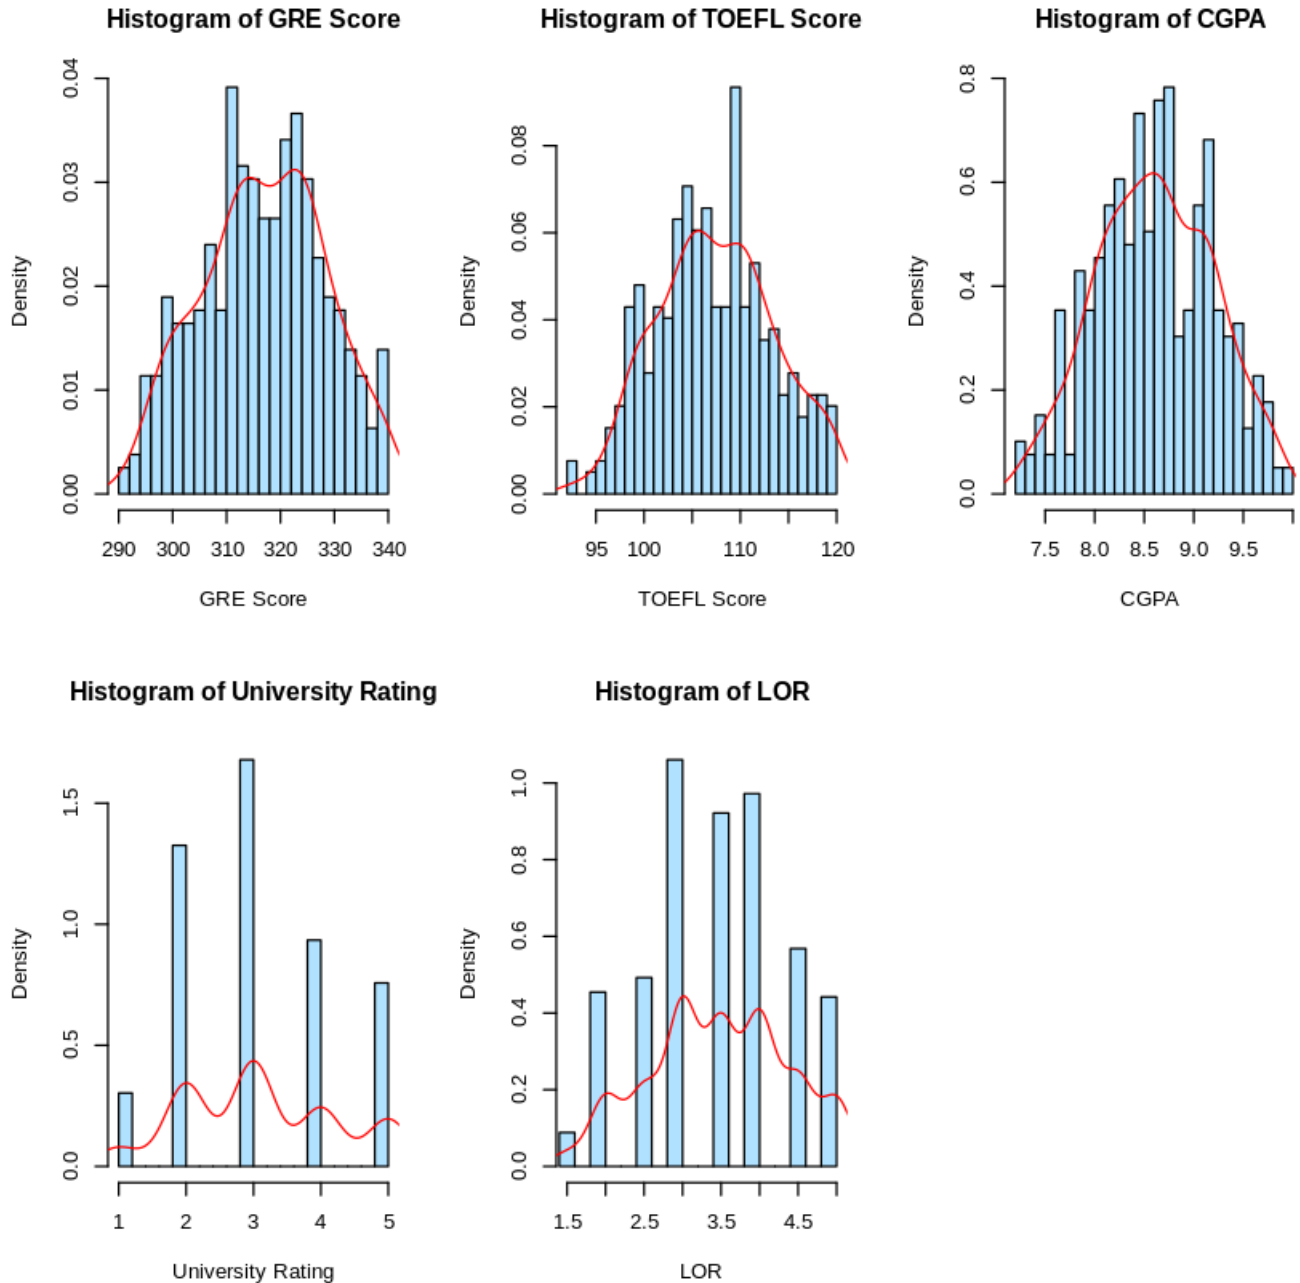 Histogram of GRE Score
Density
0.00 0.01 0.02 0.03 0.04
290 300 310 320 330 340
GRE Score
Histogram of TOEFL Score
Density
0.00 0.02 0.04 0.06 0.08
95 100 110 120
TOEFL Score
Histogram of CGPA
Density
0.0 0.2 0.4 0.6 0.8
7.5 8.0 8.5 9.0 9.5
CGPA
Histogram of University Rating
Density
0.0 0.5 1.0 1.5
1 2 3 4 5
University Rating
Histogram of LOR
Density
0.0 0.2 0.4 0.6 0.8 1.0
1.5 2.5 3.5 4.5
LOR